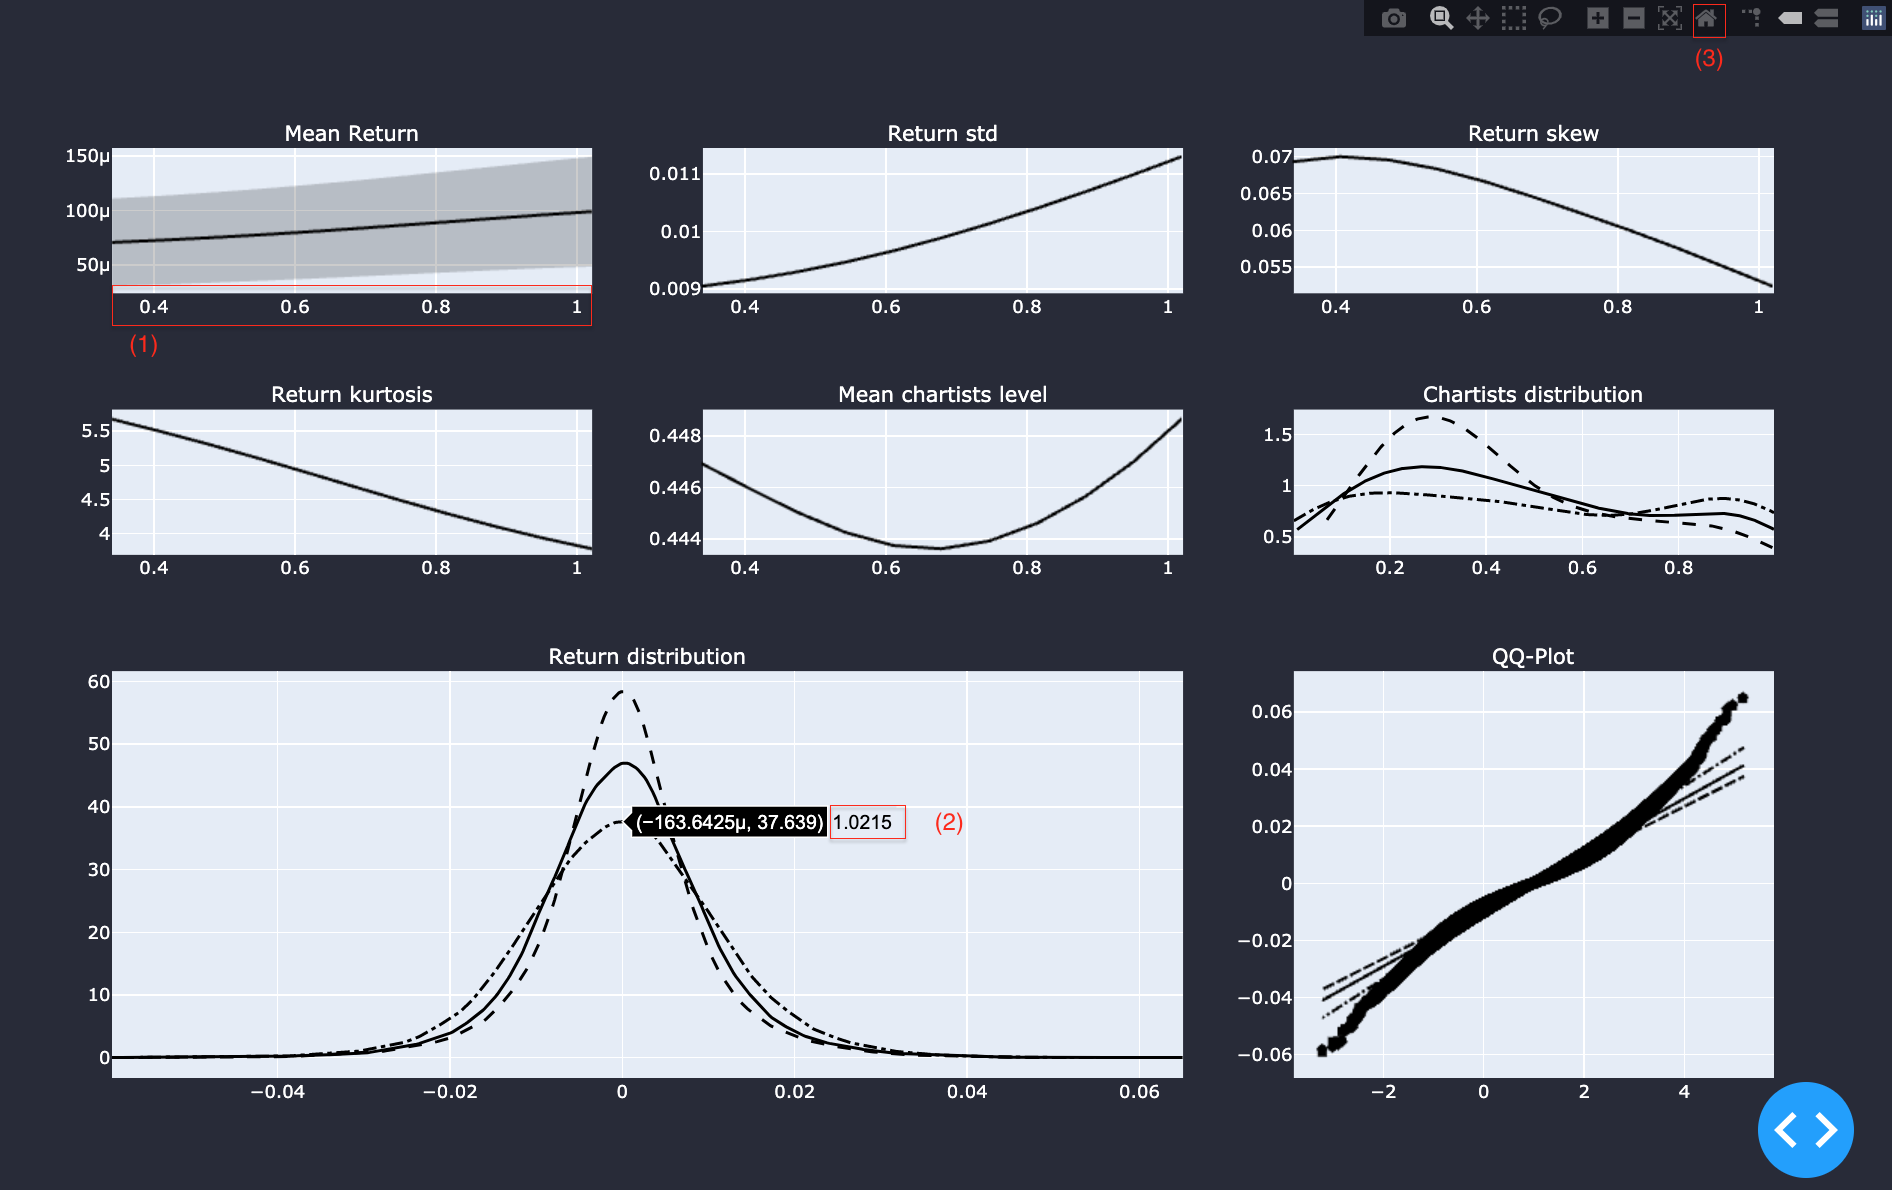 (3)
Mean Return
150μ
100μ
50μ
0.4 0.6 0.8 1
(1)
Return std
0.011
0.01
0.009
0.4 0.6 0.8 1
Return skew
0.07
0.065
0.06
0.055
0.4 0.6 0.8 1
Return kurtosis
5.5
5
4.5
4
0.4 0.6 0.8 1
Mean chartists level
0.448
0.446
0.444
0.4 0.6 0.8 1
Chartists distribution
1.5
1
0.5
0.2 0.4 0.6 0.8
Return distribution
60
50
40
30
20
10
0
(−163.6425μ, 37.639) 1.0215 (2)
−0.04 −0.02 0 0.02 0.04 0.06
QQ-Plot
0.06
0.04
0.02
0
−0.02
−0.04
−0.06
−2 0 2 4